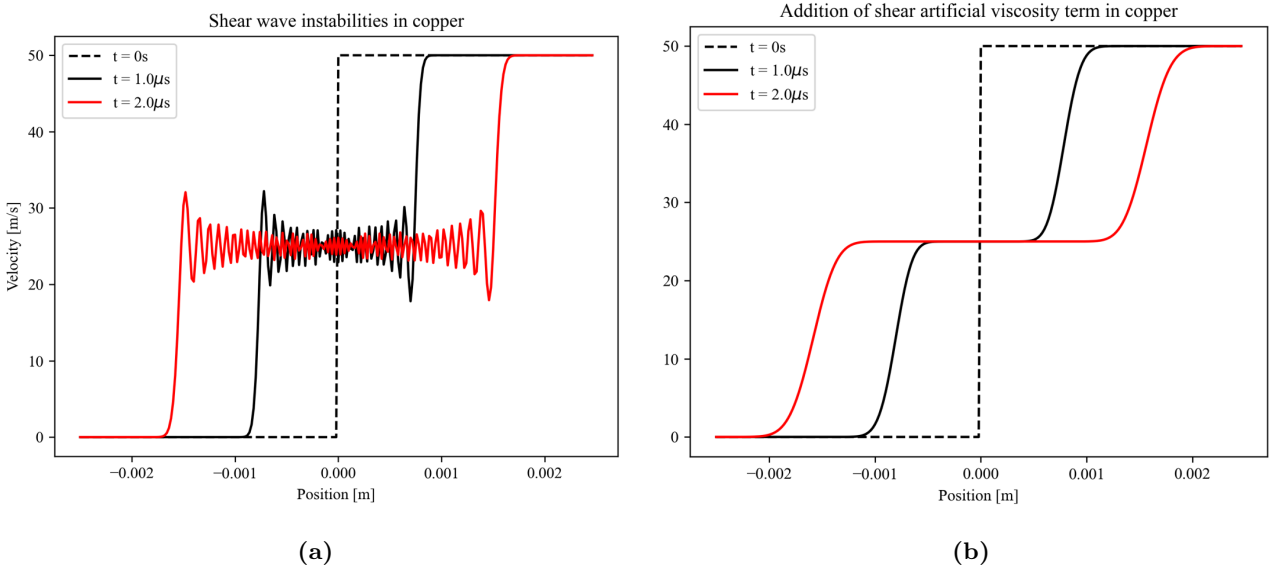 Shear wave instabilities in copper
t = 0s
t = 1.0μs
t = 2.0μs
50
40
30
20
10
0
Velocity [m/s]
−0.002 −0.001 0.000 0.001 0.002
Position [m]
(a)
Addition of shear artificial viscosity term in copper
t = 0s
t = 1.0μs
t = 2.0μs
50
40
30
20
10
0
−0.002 −0.001 0.000 0.001 0.002
Position [m]
(b)